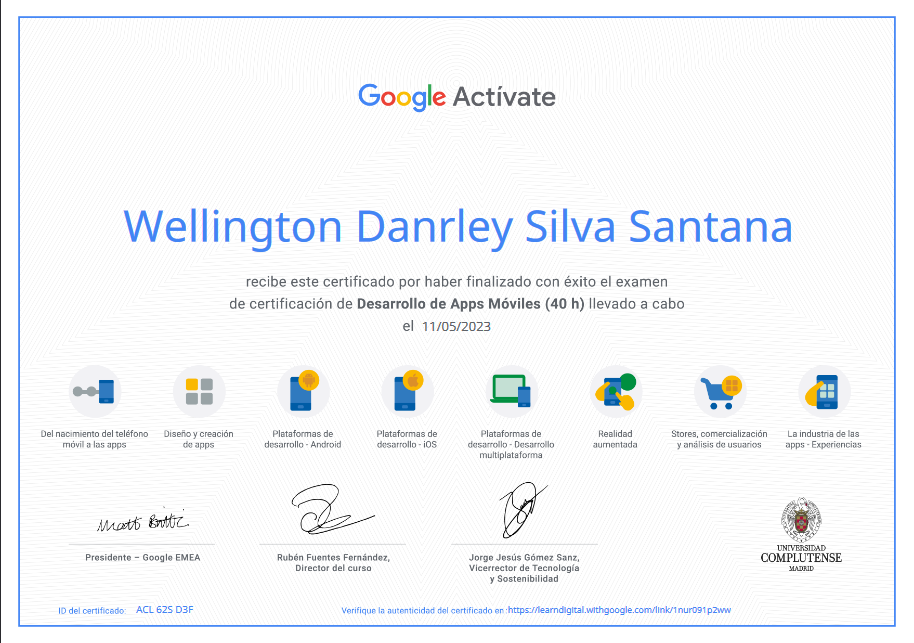 Google Actívate
Wellington Danrley Silva Santana
recibe este certificado por haber finalizado con éxito el examen
de certificación de Desarrollo de Apps Móviles (40 h) llevado a cabo
el 11/05/2023
Del nacimiento del teléfono
móvil a las apps
Diseño y creación
de apps
Plataformas de
desarrollo - Android
Plataformas de
desarrollo - iOS
Plataformas de
desarrollo - Desarrollo
multiplataforma
Realidad
aumentada
Stores, comercialización
y análisis de usuarios
La industria de las
apps - Experiencias
Matt Brittin
Presidente – Google EMEA
Rubén Fuentes Fernández,
Director del curso
Jorge Jesús Gómez Sanz,
Vicerrector de Tecnología
y Sostenibilidad
UNIVERSIDAD
COMPLUTENSE
MADRID
ID del certificado: ACL 62S D3F
Verifique la autenticidad del certificado en: https://learndigital.withgoogle.com/link/1nur091p2ww